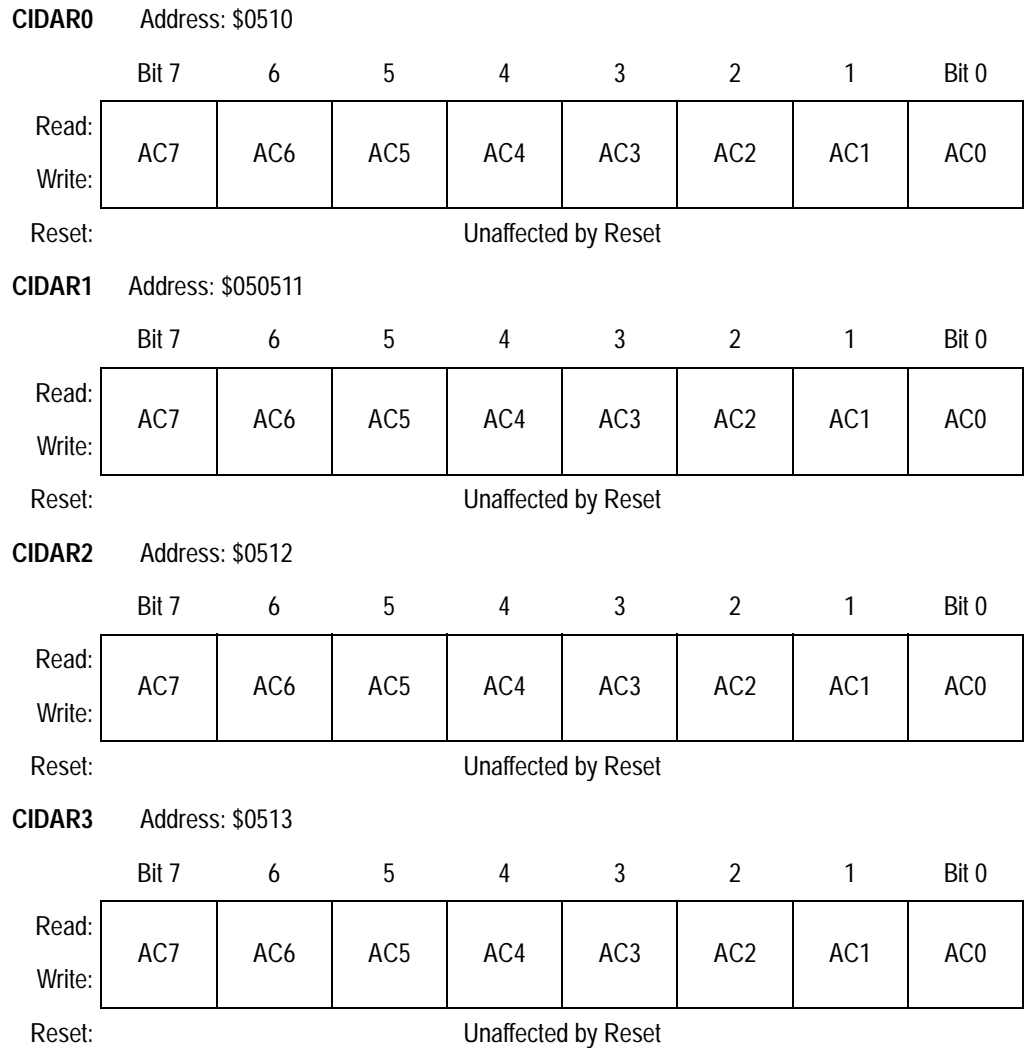 CIDAR0 Address: $0510
Bit 7 6 5 4 3 2 1 Bit 0
Read:
AC7 AC6 AC5 AC4 AC3 AC2 AC1 AC0
Write:
Reset: Unaffected by Reset
CIDAR1 Address: $050511
Bit 7 6 5 4 3 2 1 Bit 0
Read:
AC7 AC6 AC5 AC4 AC3 AC2 AC1 AC0
Write:
Reset: Unaffected by Reset
CIDAR2 Address: $0512
Bit 7 6 5 4 3 2 1 Bit 0
Read:
AC7 AC6 AC5 AC4 AC3 AC2 AC1 AC0
Write:
Reset: Unaffected by Reset
CIDAR3 Address: $0513
Bit 7 6 5 4 3 2 1 Bit 0
Read:
AC7 AC6 AC5 AC4 AC3 AC2 AC1 AC0
Write:
Reset: Unaffected by Reset